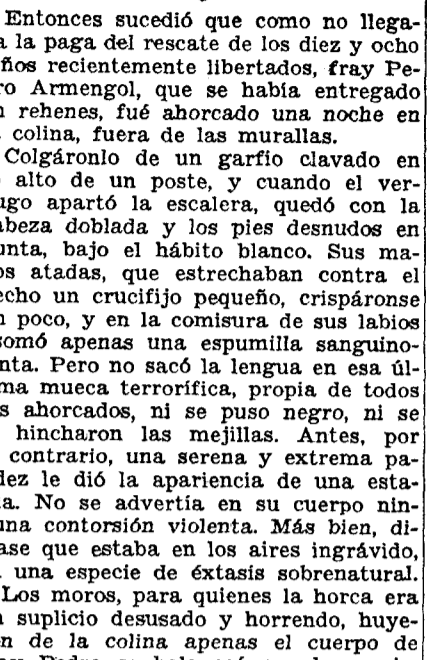 Entonces sucedió que como no llega-
a la paga del rescate de los diez y ocho
ños recientemente libertados, fray Pe-
ro Armengol, que se había entregado
n rehenes, fué ahorcado una noche en
colina, fuera de las murallas.
Colgáronlo de un garfio clavado en
alto de un poste, y cuando el ver-
ugo apartó la escalera, quedó con la
abeza doblada y los pies desnudos en
unta, bajo el hábito blanco. Sus ma-
os atadas, que estrechaban contra el
echo un crucifijo pequeño, crispáronse
n poco, y en la comisura de sus labios
somó apenas una espumilla sanguino-
nta. Pero no sacó la lengua en esa úl-
ma mueca terrorífica, propia de todos
s ahorcados, ni se puso negro, ni se
hincharon las mejillas. Antes, por
contrario, una serena y extrema pa-
dez le dió la apariencia de una esta-
a. No se advertía en su cuerpo nin-
una contorsión violenta. Más bien, di-
ase que estaba en los aires ingrávido,
una especie de éxtasis sobrenatural.
Los moros, para quienes la horca era
n suplicio desusado y horrendo, huye-
n de la colina apenas el cuerpo de